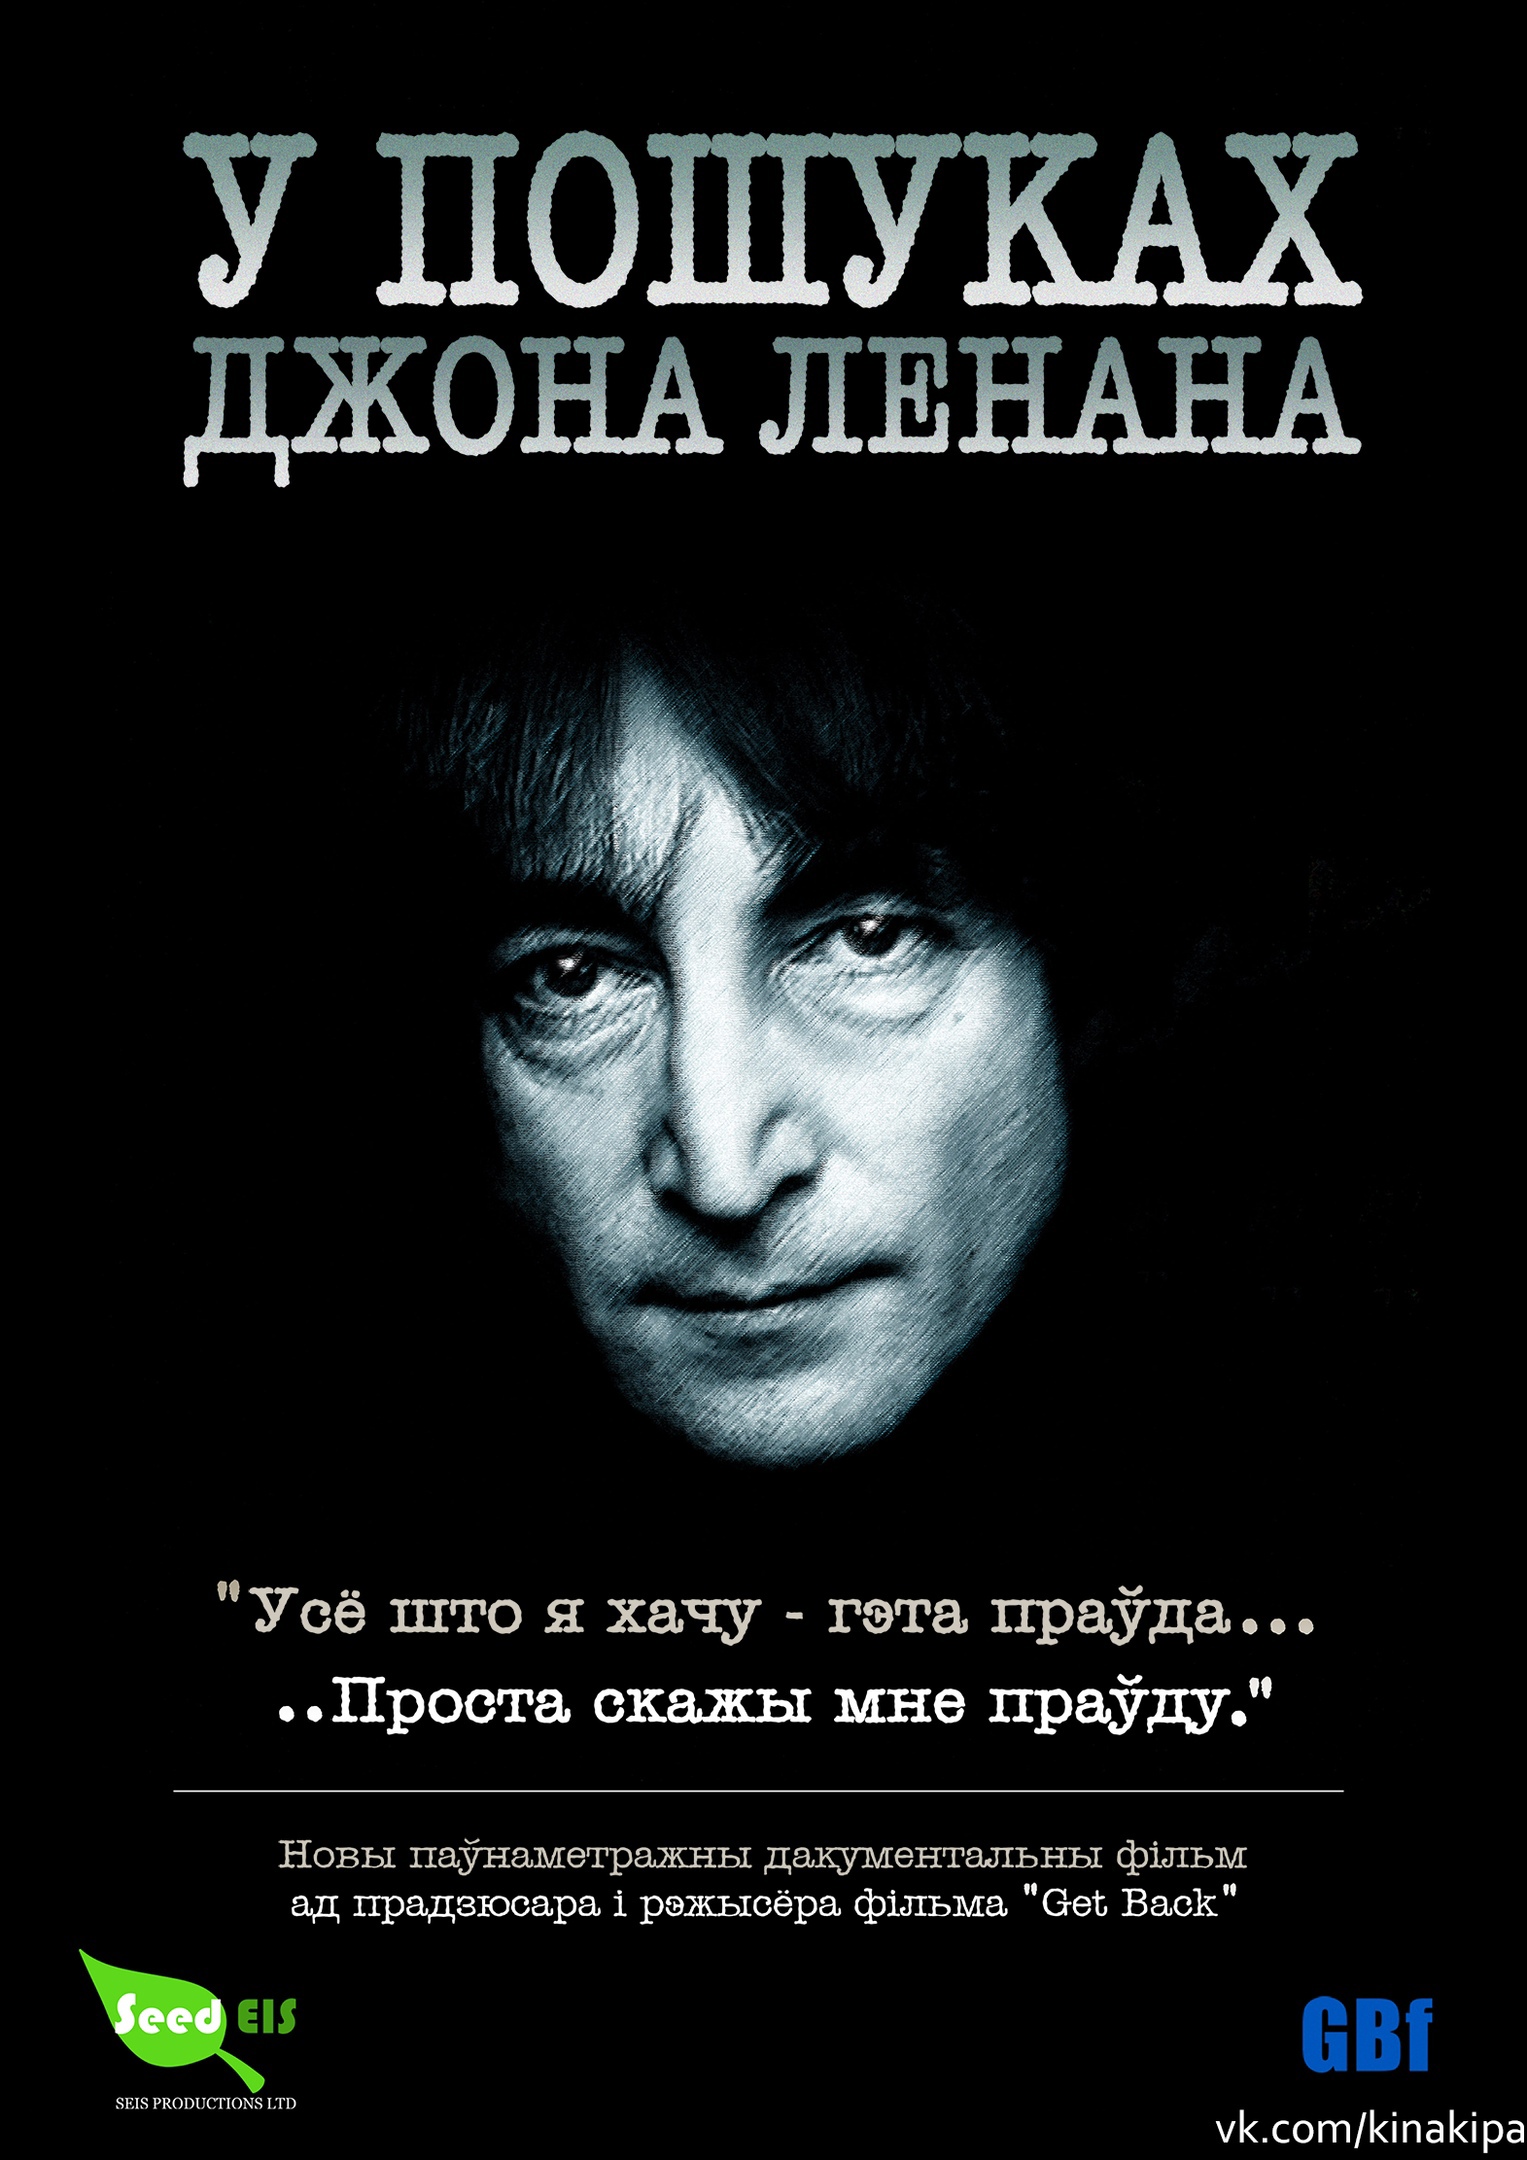 У ПОШУКАХ
ДЖОНА ЛЕНАНА
"Усё што я хачу - гэта праўда...
..Проста скажы мне праўду."
Новы паўнаметражны дакументальны фільм
ад прадзюсара і рэжысёра фільма "Get Back"
Seed EIS
SEIS PRODUCTIONS LTD
GBf
vk.com/kinakipa